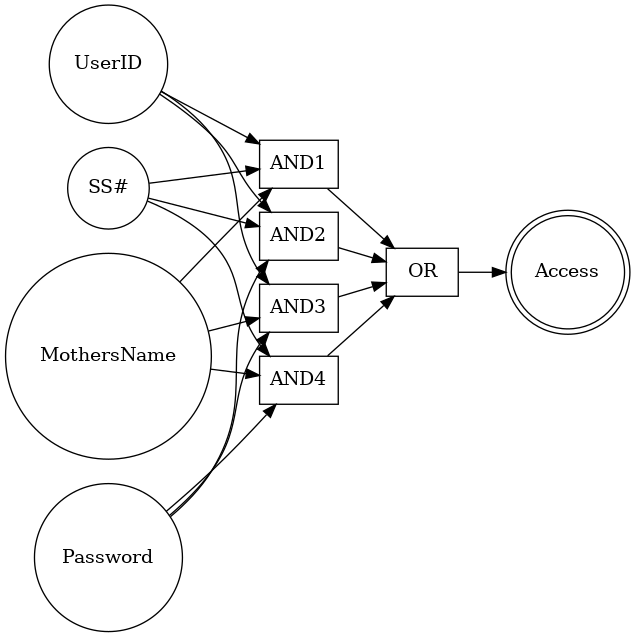 UserID
SS#
MothersName
Password
AND1
AND2
AND3
AND4
OR
Access